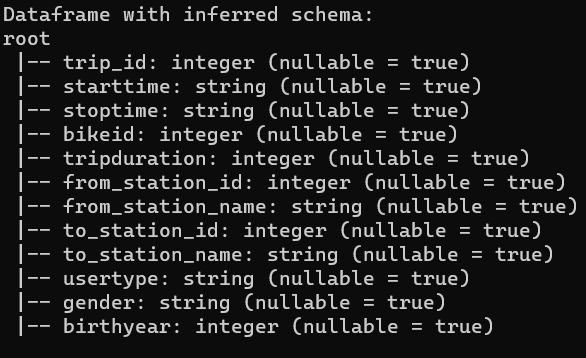 Dataframe with inferred schema:
root
 |-- trip_id: integer (nullable = true)
 |-- starttime: string (nullable = true)
 |-- stoptime: string (nullable = true)
 |-- bikeid: integer (nullable = true)
 |-- tripduration: integer (nullable = true)
 |-- from_station_id: integer (nullable = true)
 |-- from_station_name: string (nullable = true)
 |-- to_station_id: integer (nullable = true)
 |-- to_station_name: string (nullable = true)
 |-- usertype: string (nullable = true)
 |-- gender: string (nullable = true)
 |-- birthyear: integer (nullable = true)